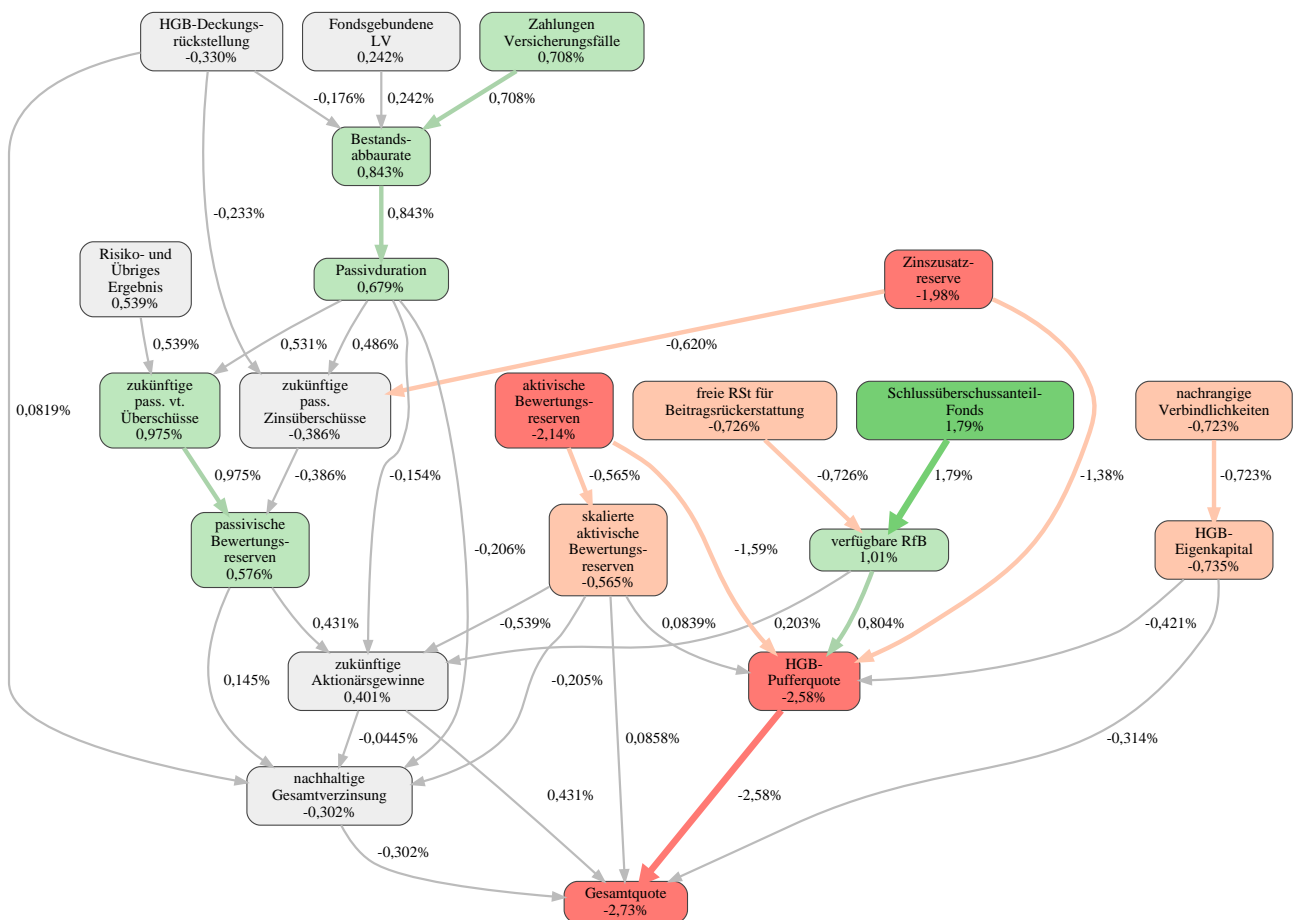 HGB-Deckungs-
rückstellung
-0,330%
Fondsgebundene
LV
0,242%
Zahlungen
Versicherungsfälle
0,708%
-0,176%
0,242%
0,708%
Bestands-
abbaurate
0,843%
-0,233%
0,843%
Risiko- und
Übriges
Ergebnis
0,539%
Passivduration
0,679%
Zinszusatz-
reserve
-1,98%
0,539%
0,531%
0,486%
-0,620%
0,0819%
zukünftige
pass. vt.
Überschüsse
0,975%
zukünftige
pass.
Zinsüberschüsse
-0,386%
aktivische
Bewertungs-
reserven
-2,14%
freie RSt für
Beitragsrückerstattung
-0,726%
Schlussüberschussanteil-
Fonds
1,79%
nachrangige
Verbindlichkeiten
-0,723%
0,975%
-0,386%
-0,154%
-0,565%
-0,726%
1,79%
-1,38%
-0,723%
passivische
Bewertungs-
reserven
0,576%
-0,206%
skalierte
aktivische
Bewertungs-
reserven
-0,565%
-1,59%
verfügbare RfB
1,01%
HGB-
Eigenkapital
-0,735%
0,431%
-0,539%
0,0839%
0,203%
0,804%
-0,421%
0,145%
zukünftige
Aktionärsgewinne
0,401%
-0,205%
HGB-
Pufferquote
-2,58%
-0,0445%
0,0858%
-0,314%
nachhaltige
Gesamtverzinsung
-0,302%
0,431%
-2,58%
-0,302%
Gesamtquote
-2,73%